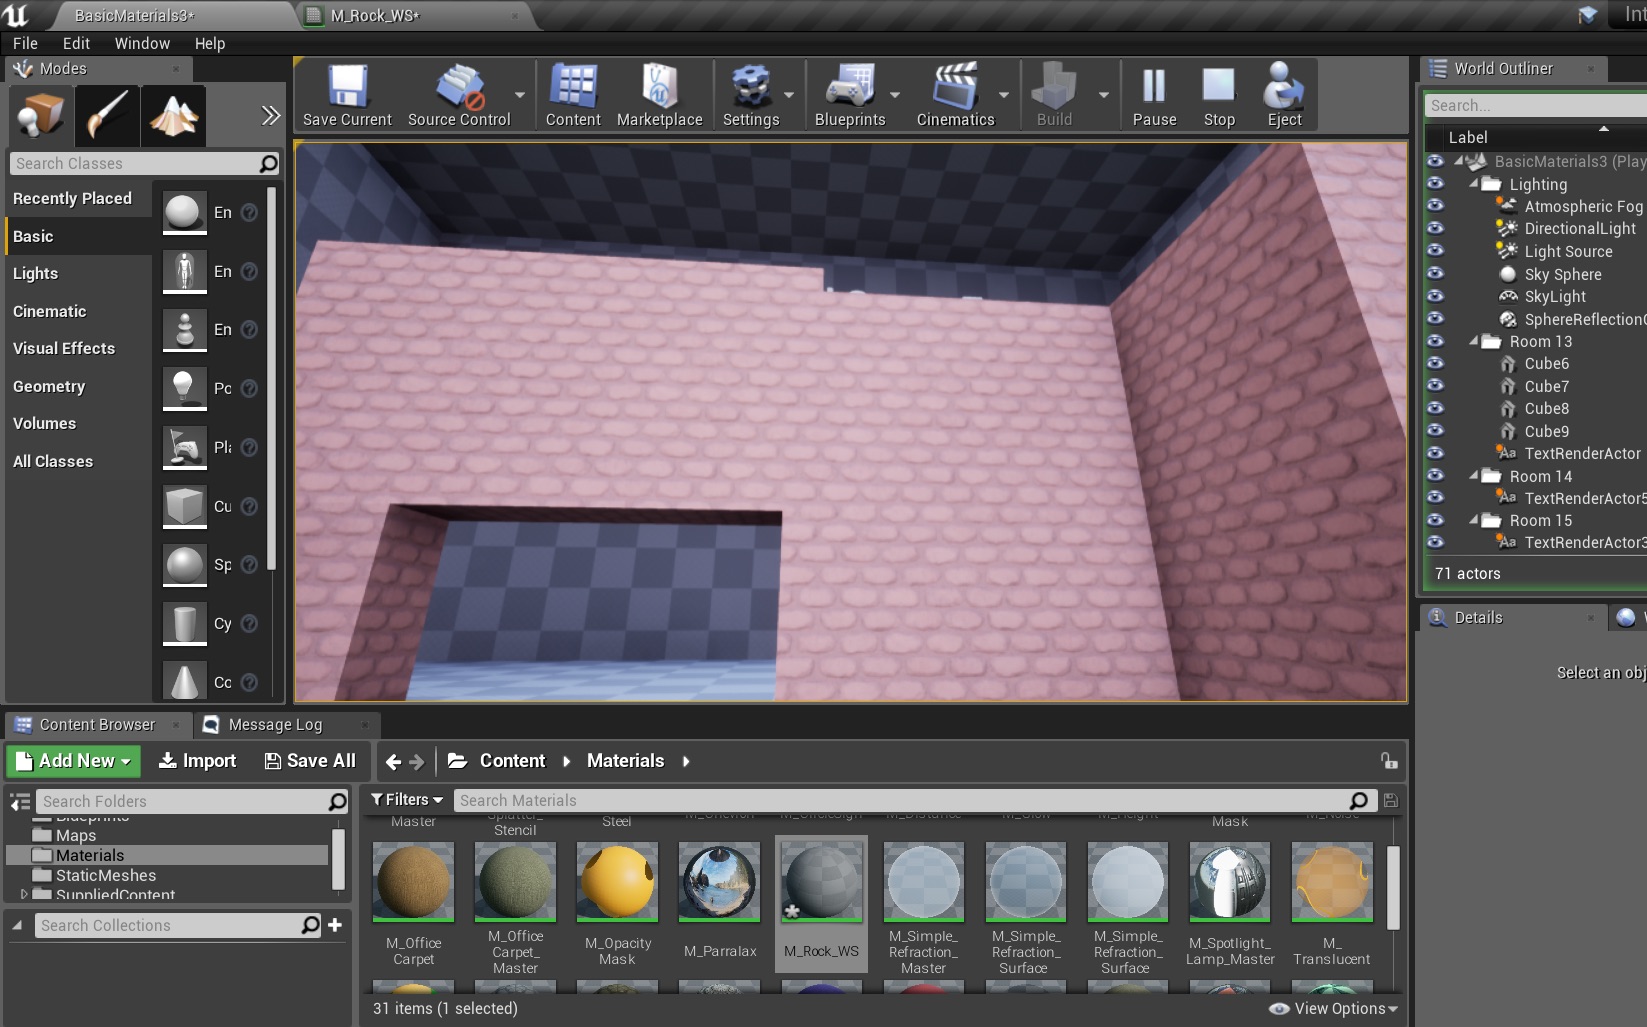 BasicMaterials3*
M_Rock_WS*
Int
File Edit Window Help
Modes
Search Classes
Recently Placed
Basic
Lights
Cinematic
Visual Effects
Geometry
Volumes
All Classes
En
En
En
Po
Pla
Cu
Sp
Cy
Co
Save Current
Source Control
Content
Marketplace
Settings
Blueprints
Cinematics
Build
Pause
Stop
Eject
World Outliner
Search...
Label
BasicMaterials3 (Play
Lighting
Atmospheric Fog
DirectionalLight
Light Source
Sky Sphere
SkyLight
SphereReflectionC
Room 13
Cube6
Cube7
Cube8
Cube9
TextRenderActor
Room 14
TextRenderActor5
Room 15
TextRenderActor3
71 actors
Details
Select an obj
Content Browser
Message Log
Add New
Import
Save All
Content
Materials
Search Folders
Blueprints
Maps
Materials
StaticMeshes
SuppliedContent
Search Collections
Filters
Search Materials
Master
Splatter_
Stencil
Steel
Mask
M_Office
Carpet
M_Office
Carpet_
Master
M_Opacity
Mask
M_Parralax
M_Rock_WS
M_Simple_
Refraction_
Master
M_Simple_
Refraction_
Surface
M_Simple_
Refraction_
Surface
M_Spotlight_
Lamp_Master
M_
Translucent
31 items (1 selected)
View Options